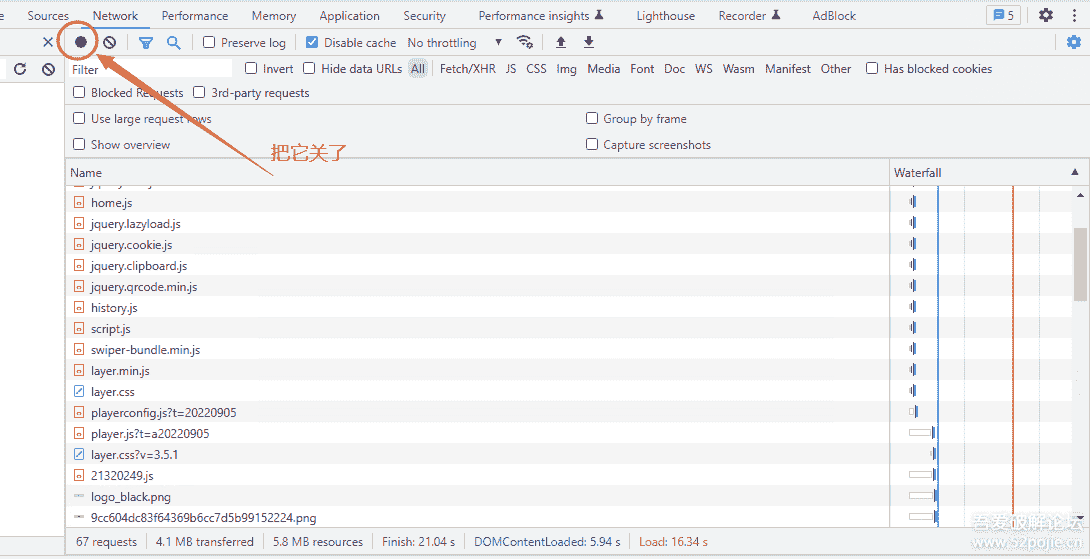 Sources Network Performance Memory Application Security Performance insights Lighthouse Recorder AdBlock 5
Preserve log Disable cache No throttling
Filter Invert Hide data URLs All Fetch/XHR JS CSS Img Media Font Doc WS Wasm Manifest Other Has blocked cookies
Blocked Requests 3rd-party requests
Use large request rows Group by frame
Show overview Capture screenshots
把它关了
Name Waterfall
home.js
jquery.lazyload.js
jquery.cookie.js
jquery.clipboard.js
jquery.qrcode.min.js
history.js
script.js
swiper-bundle.min.js
layer.min.js
layer.css
playerconfig.js?t=20220905
player.js?t=a20220905
layer.css?v=3.5.1
21320249.js
logo_black.png
9cc604dc83f64369b6cc7d5b99152224.png
67 requests 4.1 MB transferred 5.8 MB resources Finish: 21.04 s DOMContentLoaded: 5.94 s Load: 16.34 s
吾爱破解论坛
www.52pojie.cn